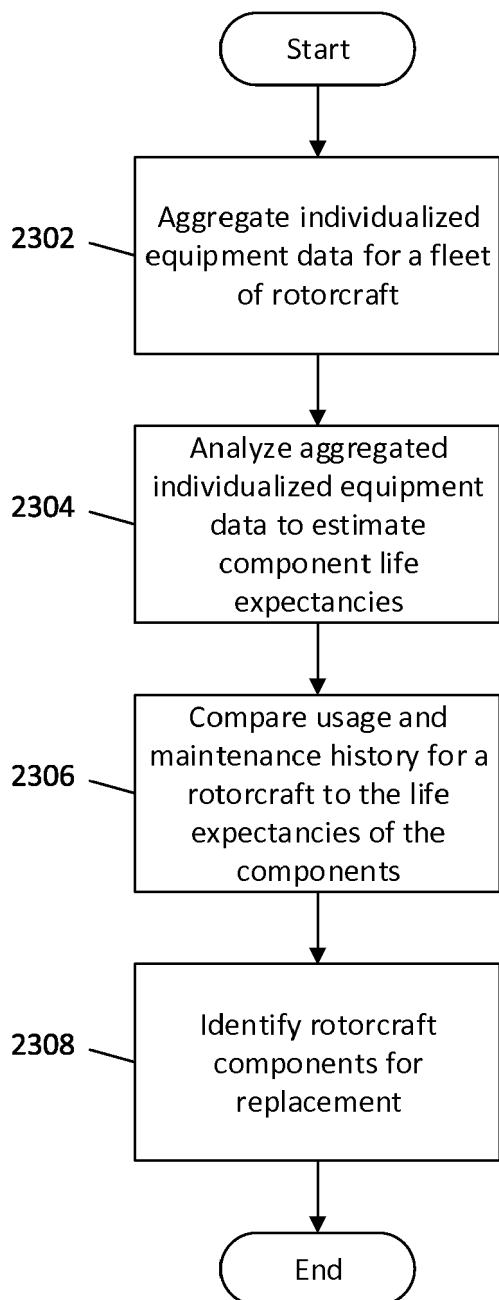 Start
2302
Aggregate individualized
equipment data for a fleet
of rotorcraft
2304
Analyze aggregated
individualized equipment
data to estimate
component life
expectancies
2306
Compare usage and
maintenance history for a
rotorcraft to the life
expectancies of the
components
2308
Identify rotorcraft
components for
replacement
End